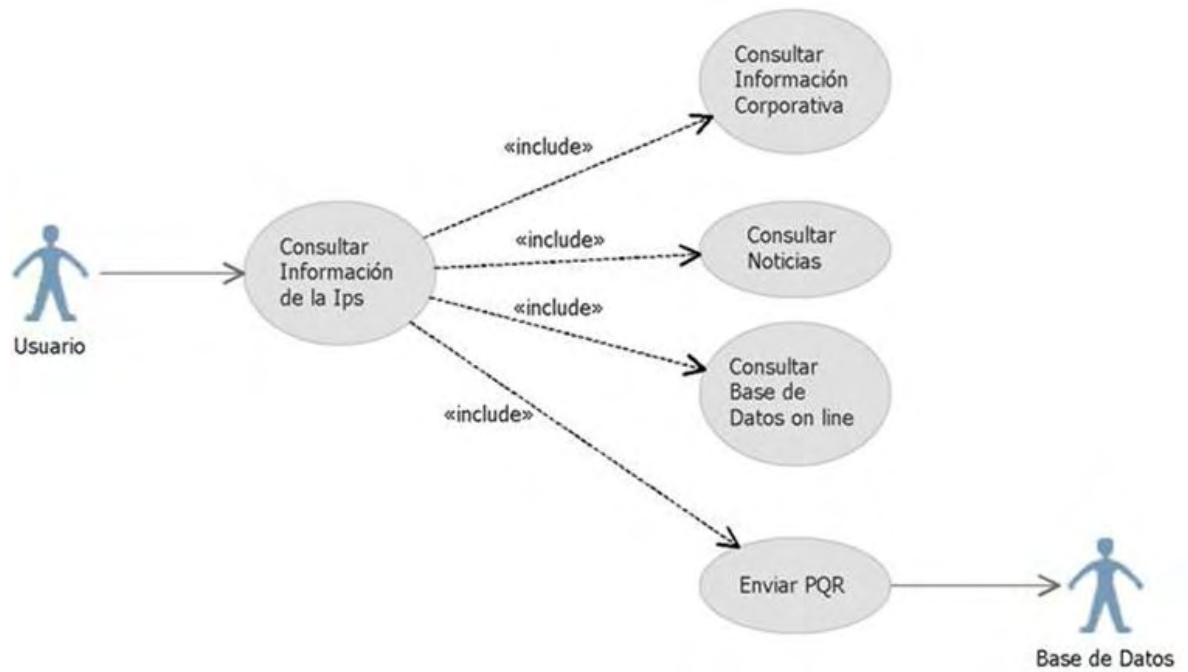 Consultar
Información
Corporativa
«include»
Consultar
Noticias
«include»
Consultar
Información
de la Ips
«include»
Usuario
Consultar
Base de
Datos on line
«include»
Enviar PQR
Base de Datos